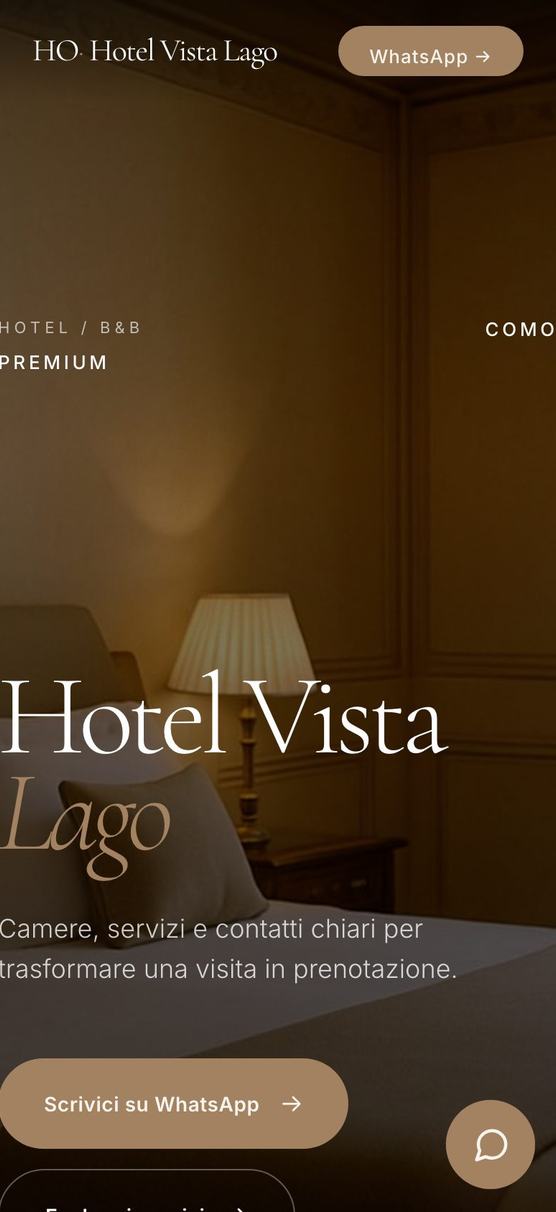 HO· Hotel Vista Lago
WhatsApp →
HOTEL / B&B
PREMIUM
COMO
Hotel Vista
Lago
Camere, servizi e contatti chiari per
trasformare una visita in prenotazione.
Scrivici su WhatsApp →